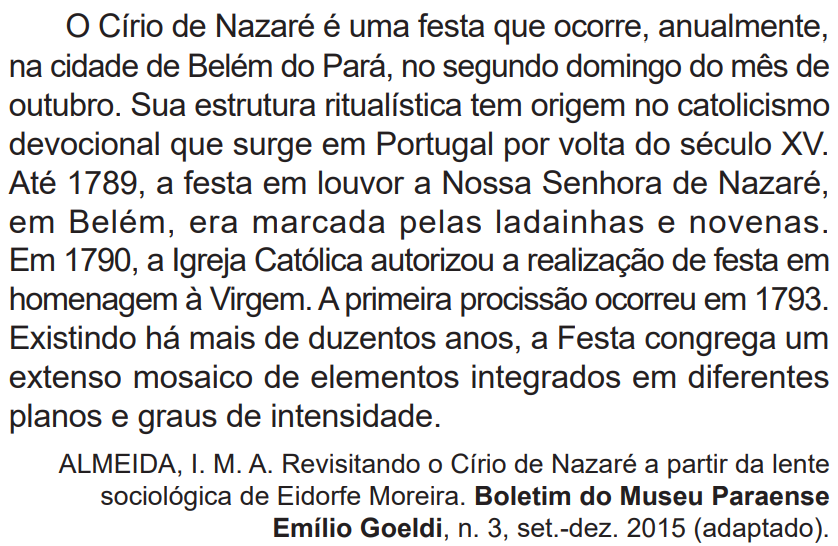 O Círio de Nazaré é uma festa que ocorre, anualmente,
na cidade de Belém do Pará, no segundo domingo do mês de
outubro. Sua estrutura ritualística tem origem no catolicismo
devocional que surge em Portugal por volta do século XV.
Até 1789, a festa em louvor a Nossa Senhora de Nazaré,
em Belém, era marcada pelas ladainhas e novenas.
Em 1790, a Igreja Católica autorizou a realização de festa em
homenagem à Virgem. A primeira procissão ocorreu em 1793.
Existindo há mais de duzentos anos, a Festa congrega um
extenso mosaico de elementos integrados em diferentes
planos e graus de intensidade.
ALMEIDA, I. M. A. Revisitando o Círio de Nazaré a partir da lente
sociológica de Eidorfe Moreira. Boletim do Museu Paraense
Emílio Goeldi, n. 3, set.-dez. 2015 (adaptado).